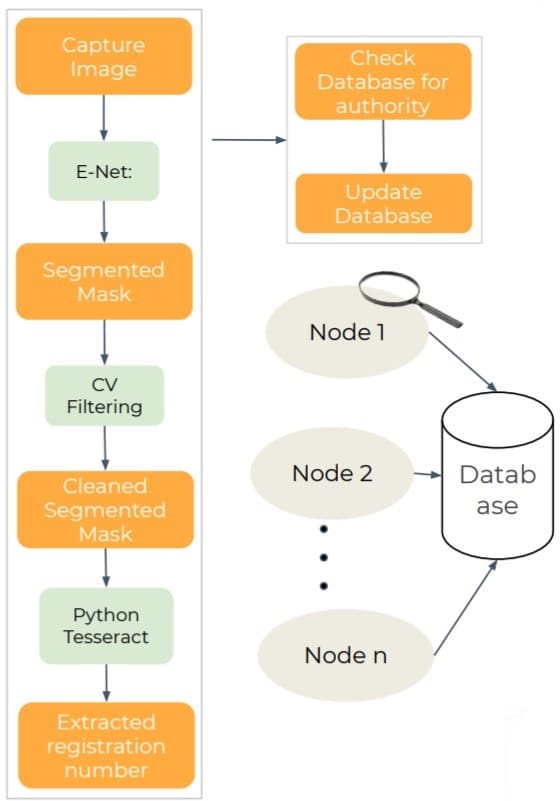 Capture
Image
E-Net:
Segmented
Mask
CV
Filtering
Cleaned
Segmented
Mask
Python
Tesseract
Extracted
registration
number
Check
Database for
authority
Update
Database
Node 1
Node 2
Node n
Datab
ase